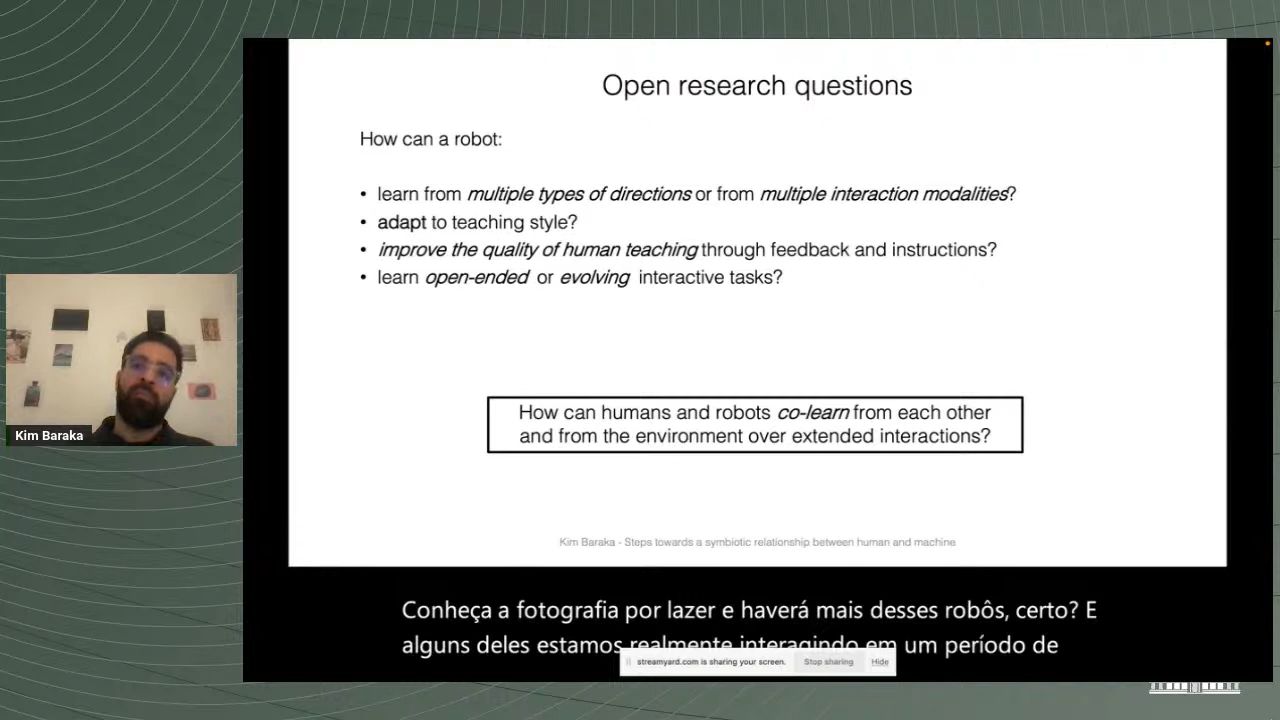 Open research questions
How can a robot:
• learn from multiple types of directions or from multiple interaction modalities?
• adapt to teaching style?
• improve the quality of human teaching through feedback and instructions?
• learn open-ended or evolving interactive tasks?
How can humans and robots co-learn from each other
and from the environment over extended interactions?
Kim Baraka - Steps towards a symbiotic relationship between human and machine
Kim Baraka
Conheça a fotografia por lazer e haverá mais desses robôs, certo? E
alguns deles estamos realmente interagindo em um período de
streamyard.com is sharing your screen. Stop sharing Hide